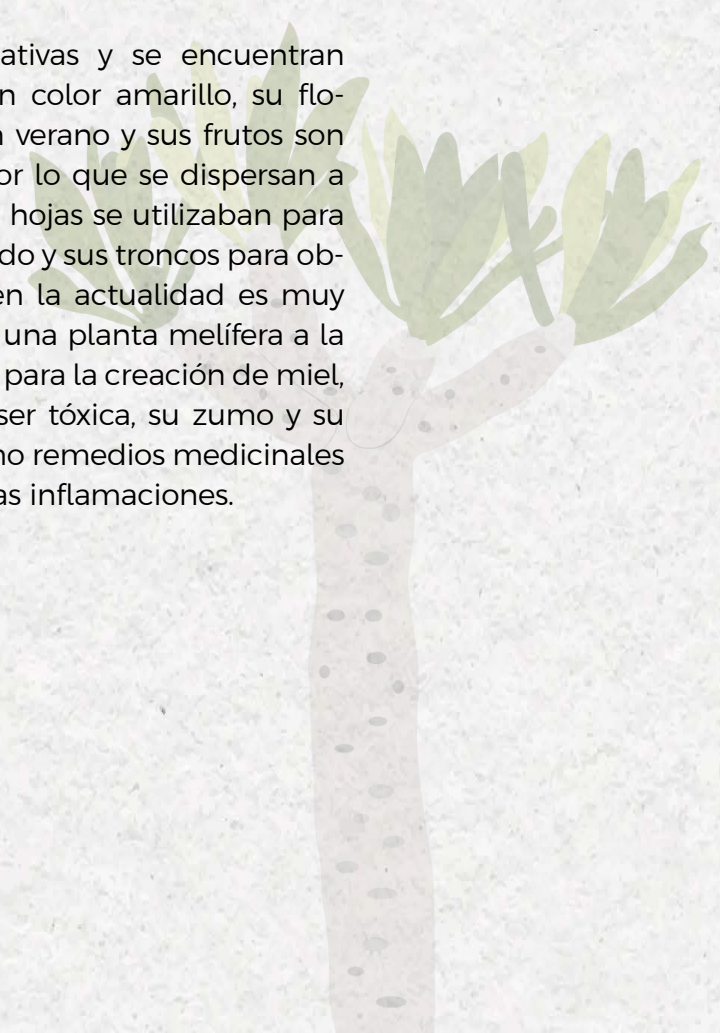 ativas y se encuentran
n color amarillo, su flo-
verano y sus frutos son
or lo que se dispersan a
hojas se utilizaban para
do y sus troncos para ob-
en la actualidad es muy
una planta melífera a la
para la creación de miel,
ser tóxica, su zumo y su
no remedios medicinales
as inflamaciones.